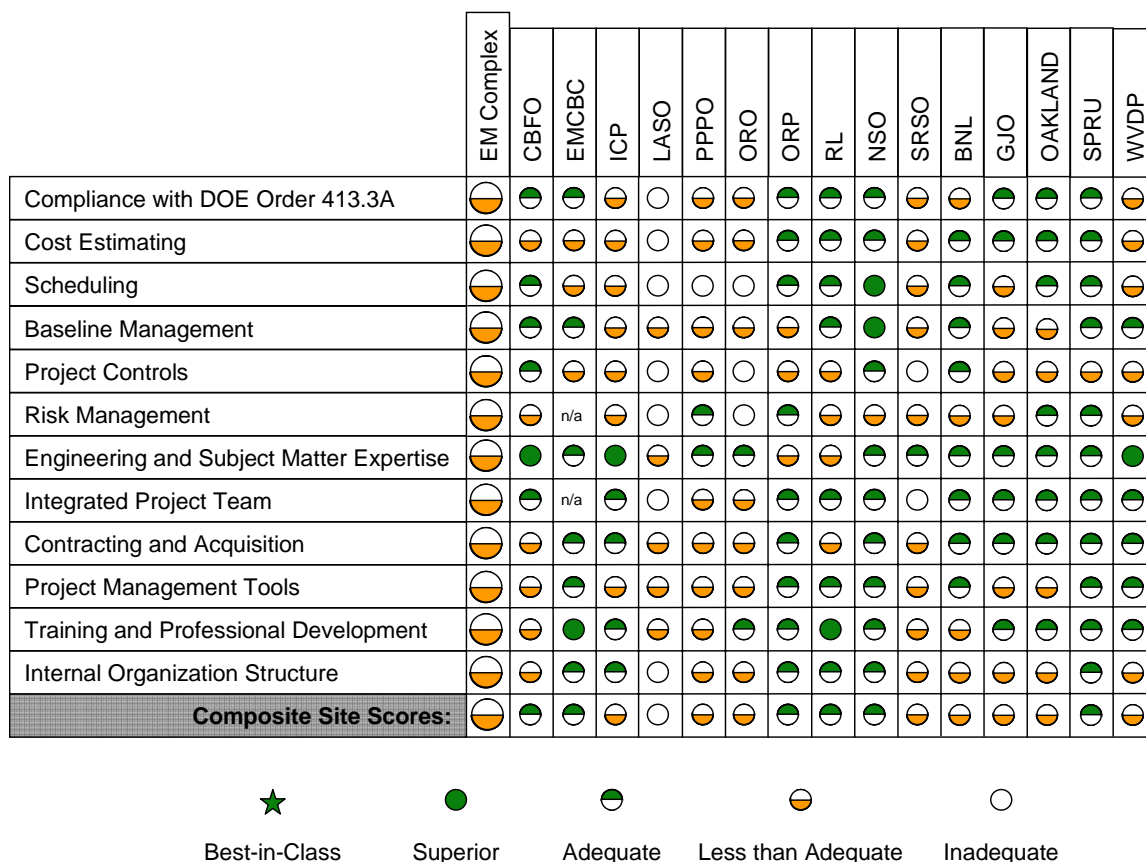 EM Complex CBFO EMCBC ICP LASO PPPO ORO ORP RL NSO SRSO BNL GJO OAKLAND SPRU WVDP
Compliance with DOE Order 413.3A
Cost Estimating
Scheduling
Baseline Management
Project Controls
Risk Management n/a
Engineering and Subject Matter Expertise
Integrated Project Team n/a
Contracting and Acquisition
Project Management Tools
Training and Professional Development
Internal Organization Structure
Composite Site Scores:
Best-in-Class Superior Adequate Less than Adequate Inadequate